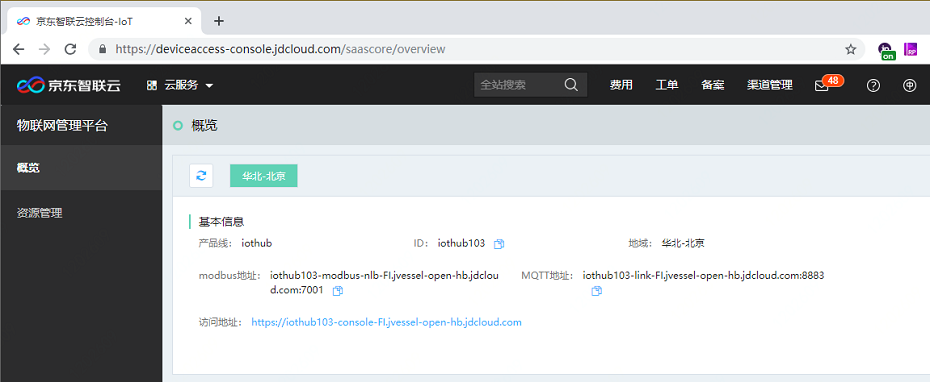 京东智联云控制台-IoT
https://deviceaccess-console.jdcloud.com/saascore/overview
on
RP
京东智联云 云服务 全站搜索 费用 工单 备案 渠道管理 48
物联网管理平台 概览
概览
华北-北京
资源管理
基本信息
产品线: iothub ID: iothub103 地域: 华北-北京
modbus地址: iothub103-modbus-nlb-FI.jvessel-open-hb.jdclou MQTT地址: iothub103-link-FI.jvessel-open-hb.jdcloud.com:8883
d.com:7001
访问地址: https://iothub103-console-FI.jvessel-open-hb.jdcloud.com